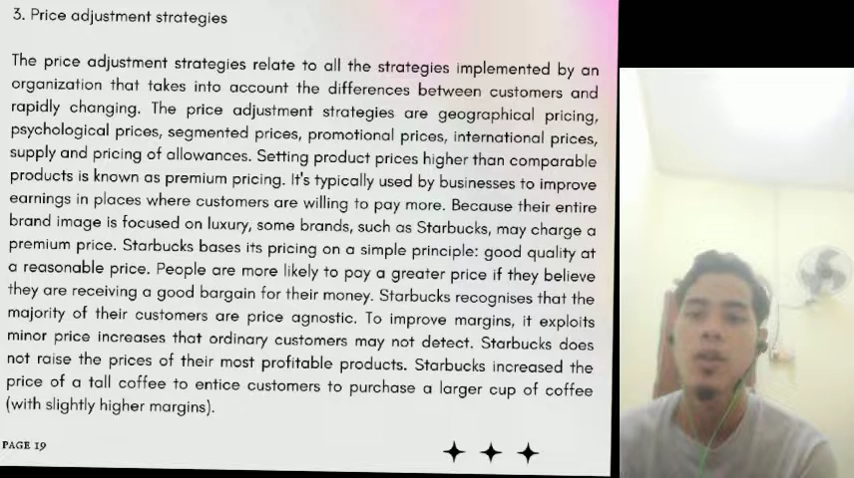 3. Price adjustment strategies
The price adjustment strategies relate to all the strategies implemented by an
organization that takes into account the differences between customers and
rapidly changing. The price adjustment strategies are geographical pricing,
psychological prices, segmented prices, promotional prices, international prices,
supply and pricing of allowances. Setting product prices higher than comparable
products is known as premium pricing. It's typically used by businesses to improve
earnings in places where customers are willing to pay more. Because their entire
brand image is focused on luxury, some brands, such as Starbucks, may charge a
premium price. Starbucks bases its pricing on a simple principle: good quality at
a reasonable price. People are more likely to pay a greater price if they believe
they are receiving a good bargain for their money. Starbucks recognises that the
majority of their customers are price agnostic. To improve margins, it exploits
minor price increases that ordinary customers may not detect. Starbucks does
not raise the prices of their most profitable products. Starbucks increased the
price of a tall coffee to entice customers to purchase a larger cup of coffee
(with slightly higher margins).
PAGE 19